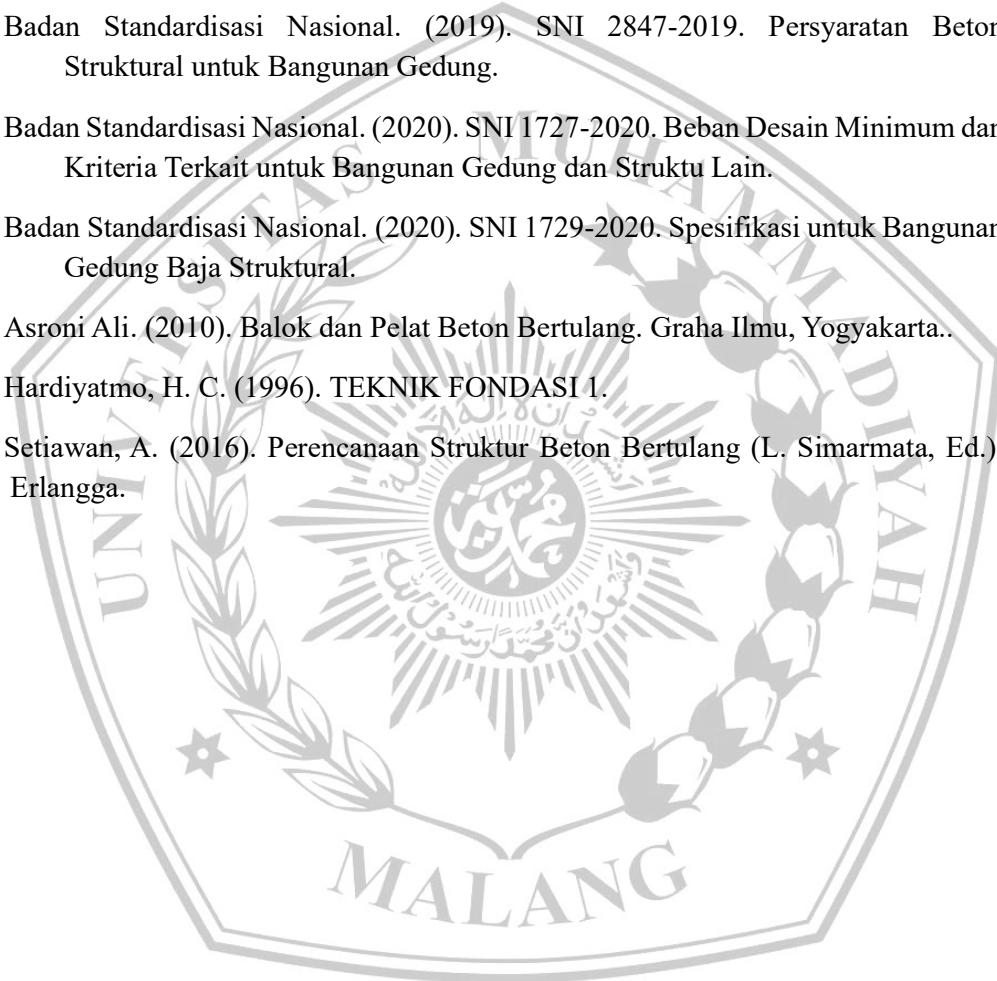 Badan Standardisasi Nasional. (2019). SNI 2847-2019. Persyaratan Beton
Struktural untuk Bangunan Gedung.
Badan Standardisasi Nasional. (2020). SNI 1727-2020. Beban Desain Minimum dan
Kriteria Terkait untuk Bangunan Gedung dan Struktu Lain.
Badan Standardisasi Nasional. (2020). SNI 1729-2020. Spesifikasi untuk Bangunan
Gedung Baja Struktural.
Asroni Ali. (2010). Balok dan Pelat Beton Bertulang. Graha Ilmu, Yogyakarta..
Hardiyatmo, H. C. (1996). TEKNIK FONDASI 1.
Setiawan, A. (2016). Perencanaan Struktur Beton Bertulang (L. Simarmata, Ed.)
Erlangga.
UNIVERSITAS MUHAMMADIYAH
MALANG